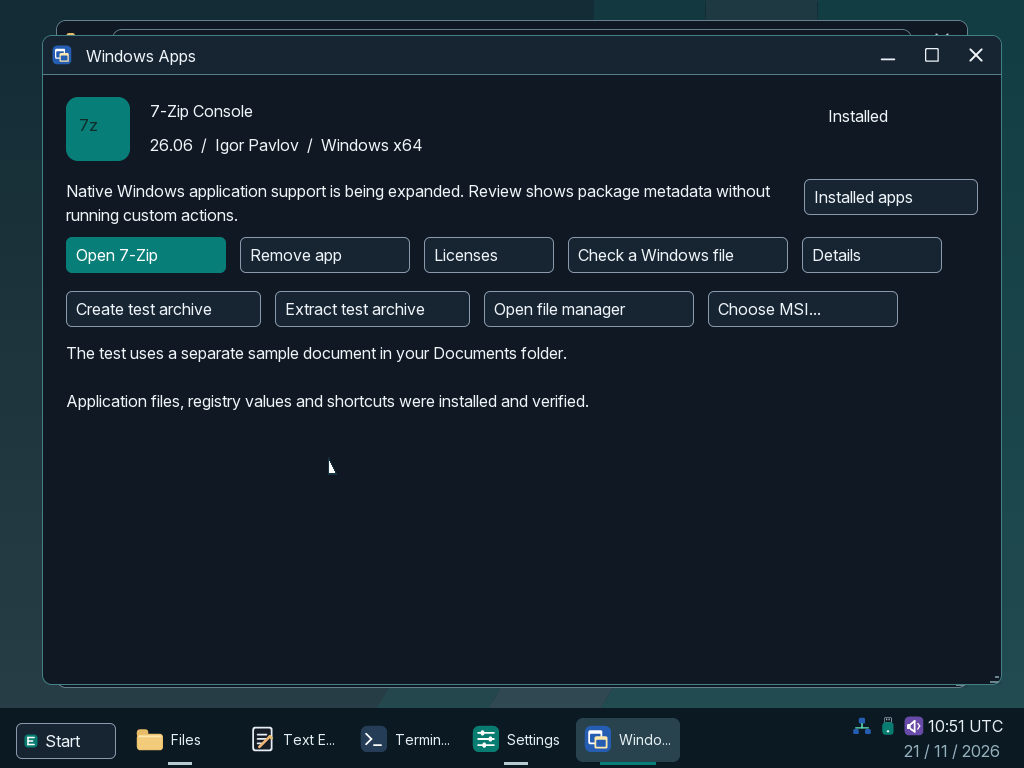 Windows Apps
7z
7-Zip Console
Installed
26.06 / Igor Pavlov / Windows x64
Native Windows application support is being expanded. Review shows package metadata without
running custom actions.
Installed apps
Open 7-Zip
Remove app
Licenses
Check a Windows file
Details
Create test archive
Extract test archive
Open file manager
Choose MSI...
The test uses a separate sample document in your Documents folder.
Application files, registry values and shortcuts were installed and verified.
E
Start
Files
Text E...
Termin...
Settings
Windo...
10:51 UTC
21 / 11 / 2026